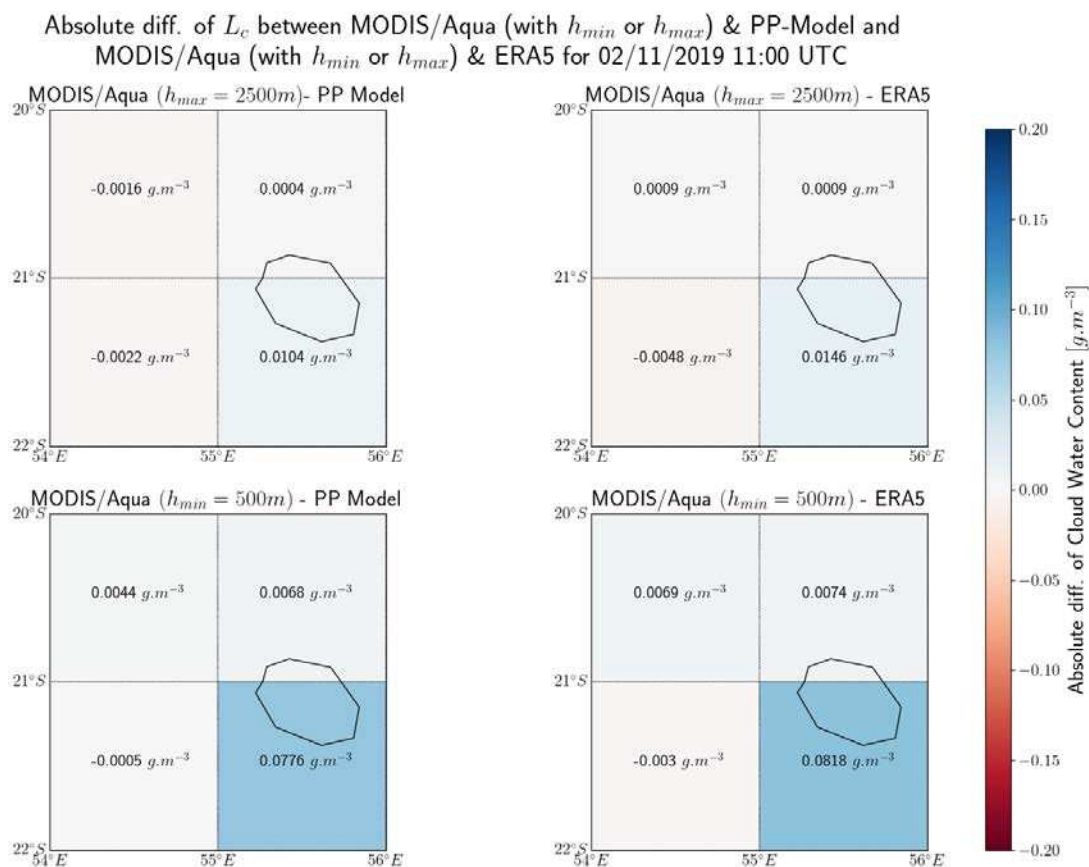 Absolute diff. of L_c between MODIS/Aqua (with h_min or h_max) & PP-Model and
MODIS/Aqua (with h_min or h_max) & ERA5 for 02/11/2019 11:00 UTC
MODIS/Aqua (h_max = 2500m)- PP Model
20°S
-0.0016 g.m⁻³
0.0004 g.m⁻³
21°S
-0.0022 g.m⁻³
0.0104 g.m⁻³
22°S
54°E
55°E
56°E
MODIS/Aqua (h_max = 2500m) - ERA5
20°S
0.0009 g.m⁻³
0.0009 g.m⁻³
21°S
-0.0048 g.m⁻³
0.0146 g.m⁻³
22°S
54°E
55°E
56°E
MODIS/Aqua (h_min = 500m) - PP Model
20°S
0.0044 g.m⁻³
0.0068 g.m⁻³
21°S
-0.0005 g.m⁻³
0.0776 g.m⁻³
22°S
54°E
55°E
56°E
MODIS/Aqua (h_min = 500m) - ERA5
20°S
0.0069 g.m⁻³
0.0074 g.m⁻³
21°S
-0.003 g.m⁻³
0.0818 g.m⁻³
22°S
54°E
55°E
56°E
0.20
0.15
0.10
0.05
0.00
−0.05
−0.10
−0.15
−0.20
Absolute diff. of Cloud Water Content [g.m⁻³]